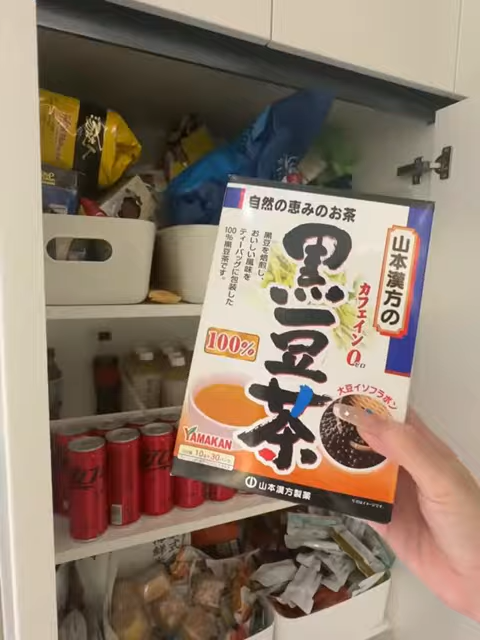 自然の恵みのお茶
山本漢方の
黒豆を焙煎し、
おいしい風味を
ティーバッグに包装した
100%黒豆茶です。
黒豆茶
カフェイン0
ゼロ
100%
大豆イソフラボン
YAMAKAN
山本漢方製薬